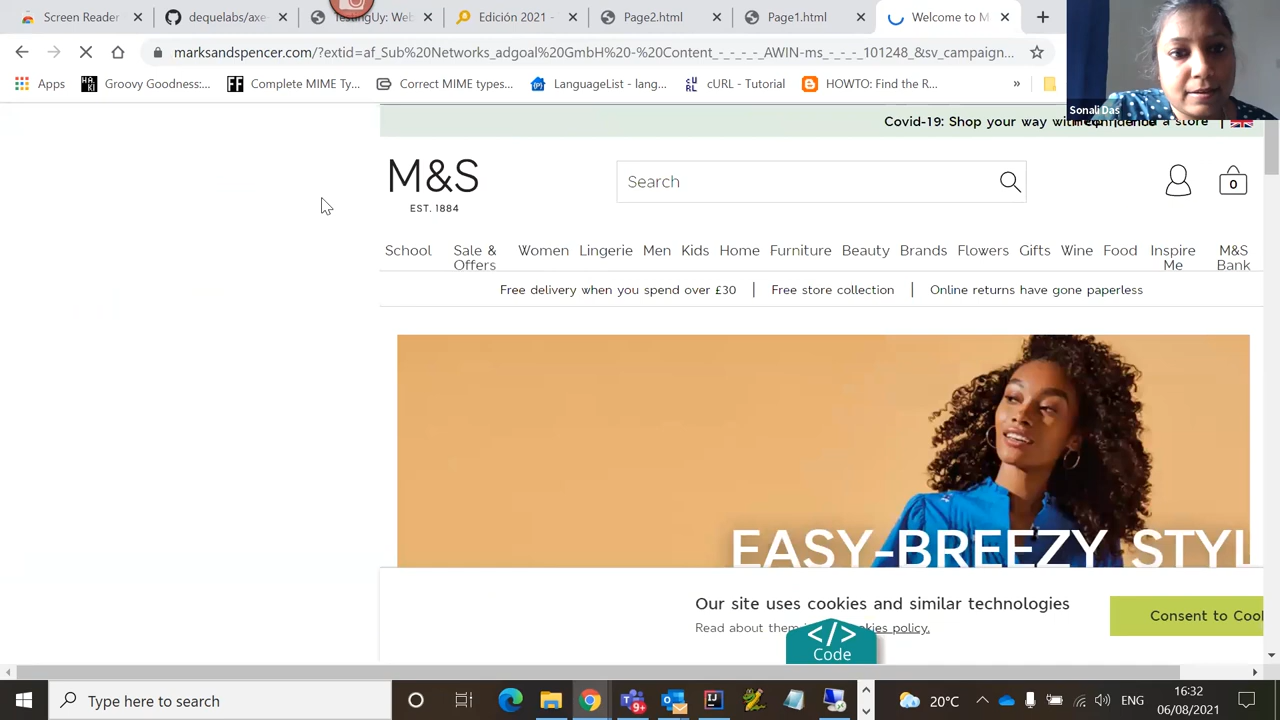 Screen Reader
dequelabs/axe-
TestingUy: Web
Edición 2021 -
Page2.html
Page1.html
Welcome to M
marksandspencer.com/?extid=af_Sub%20Networks_adgoal%20GmbH%20-%20Content_-_-_-_-_AWIN-ms_-_-_-_101248_&sv_campaign...
Apps
Groovy Goodness:...
Complete MIME Ty...
Correct MIME types...
LanguageList - lang...
cURL - Tutorial
HOWTO: Find the R...
»
Sonali Das
Covid-19: Shop your way with Confidence
a store
M&S
EST. 1884
Search
0
School Sale & Offers Women Lingerie Men Kids Home Furniture Beauty Brands Flowers Gifts Wine Food Inspire Me M&S Bank
Free delivery when you spend over £30 | Free store collection | Online returns have gone paperless
EASY-BREEZY STYL
Our site uses cookies and similar technologies
Read about them
kies policy.
Consent to Cool
</>
Code
Type here to search
9+
20°C
ENG
16:32
06/08/2021